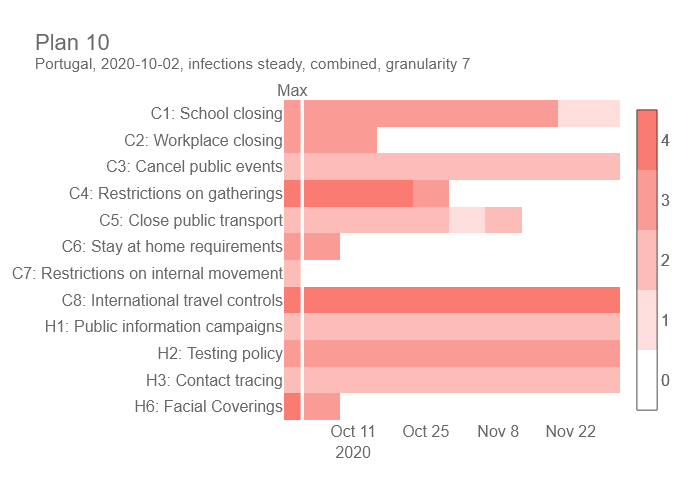 Plan 10
Portugal, 2020-10-02, infections steady, combined, granularity 7
Max
C1: School closing
C2: Workplace closing
C3: Cancel public events
C4: Restrictions on gatherings
C5: Close public transport
C6: Stay at home requirements
C7: Restrictions on internal movement
C8: International travel controls
H1: Public information campaigns
H2: Testing policy
H3: Contact tracing
H6: Facial Coverings
Oct 11 Oct 25 Nov 8 Nov 22
2020
4
3
2
1
0